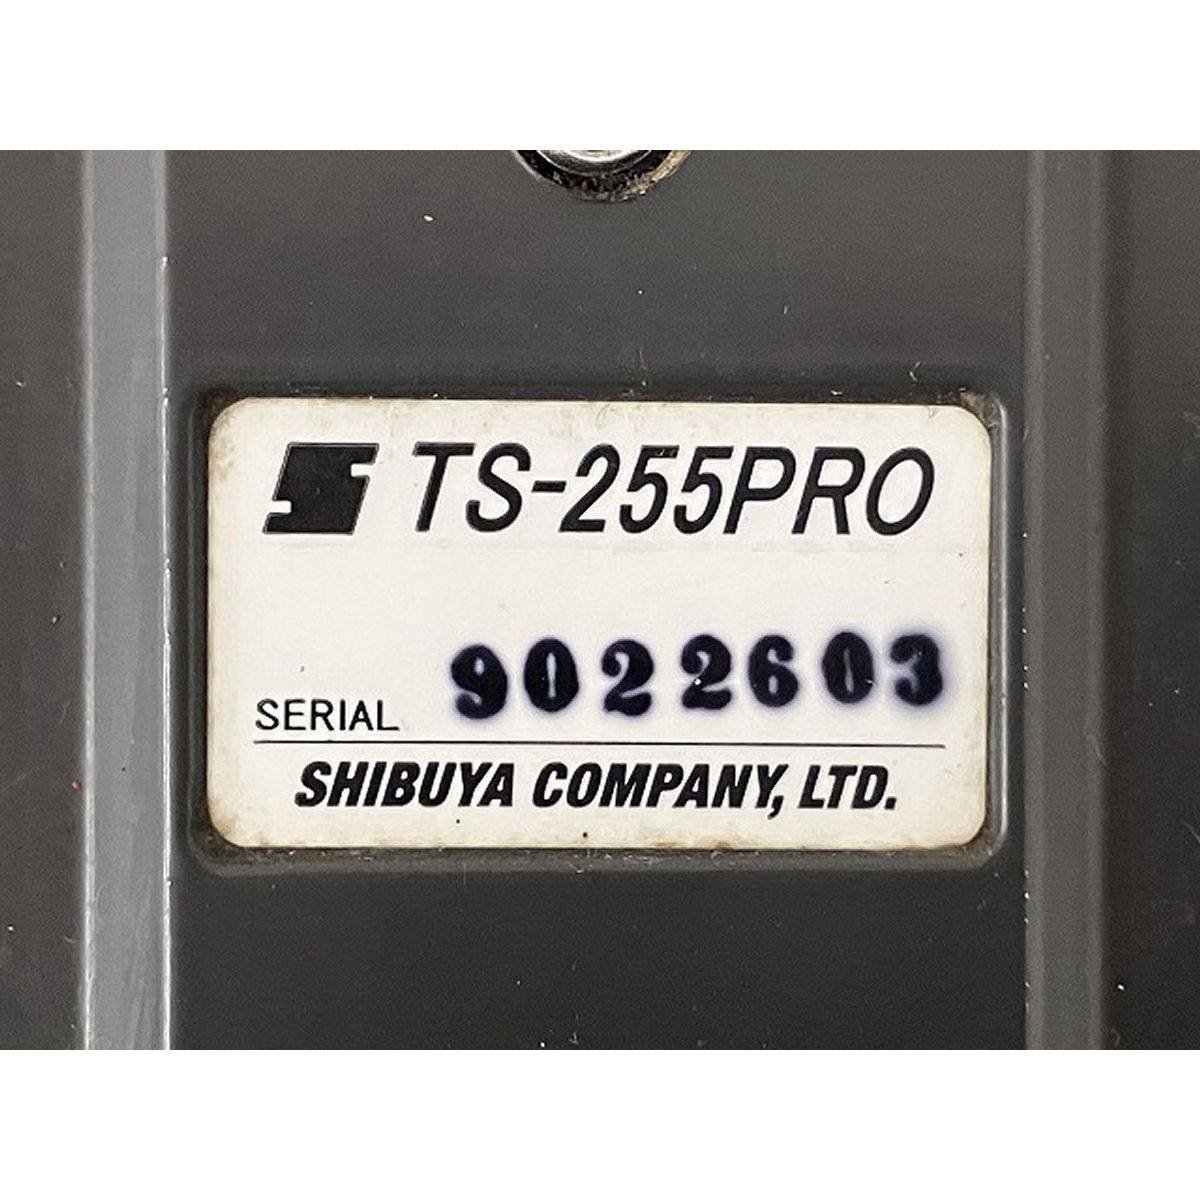 TS-255PRO
SERIAL 9022603
SHIBUYA COMPANY, LTD.